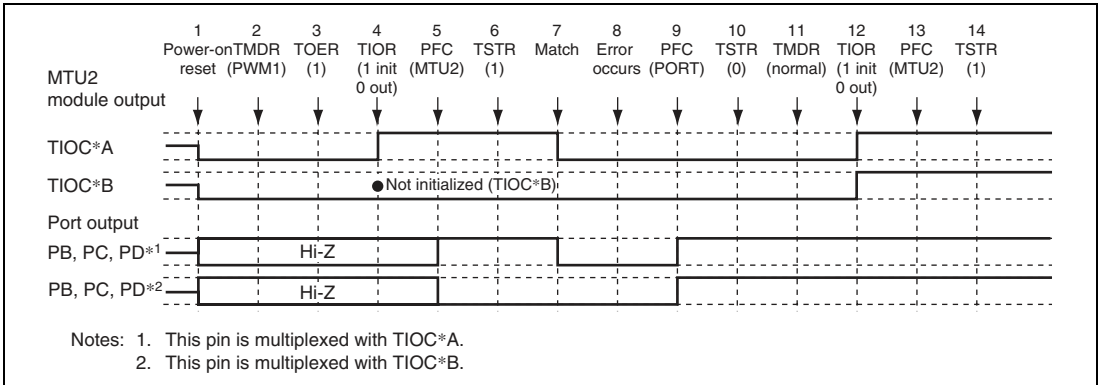 1 2 3 4 5 6 7 8 9 10 11 12 13 14
Power-on TMDR TOER TIOR PFC TSTR Match Error PFC TSTR TMDR TIOR PFC TSTR
reset (PWM1) (1) (1 init (MTU2) (1) occurs (PORT) (0) (normal) (1 init (MTU2) (1)
0 out) 0 out)
MTU2
module output
TIOC*A
TIOC*B
Not initialized (TIOC*B)
Port output
PB, PC, PD*1
Hi-Z
PB, PC, PD*2
Hi-Z
Notes: 1. This pin is multiplexed with TIOC*A.
2. This pin is multiplexed with TIOC*B.